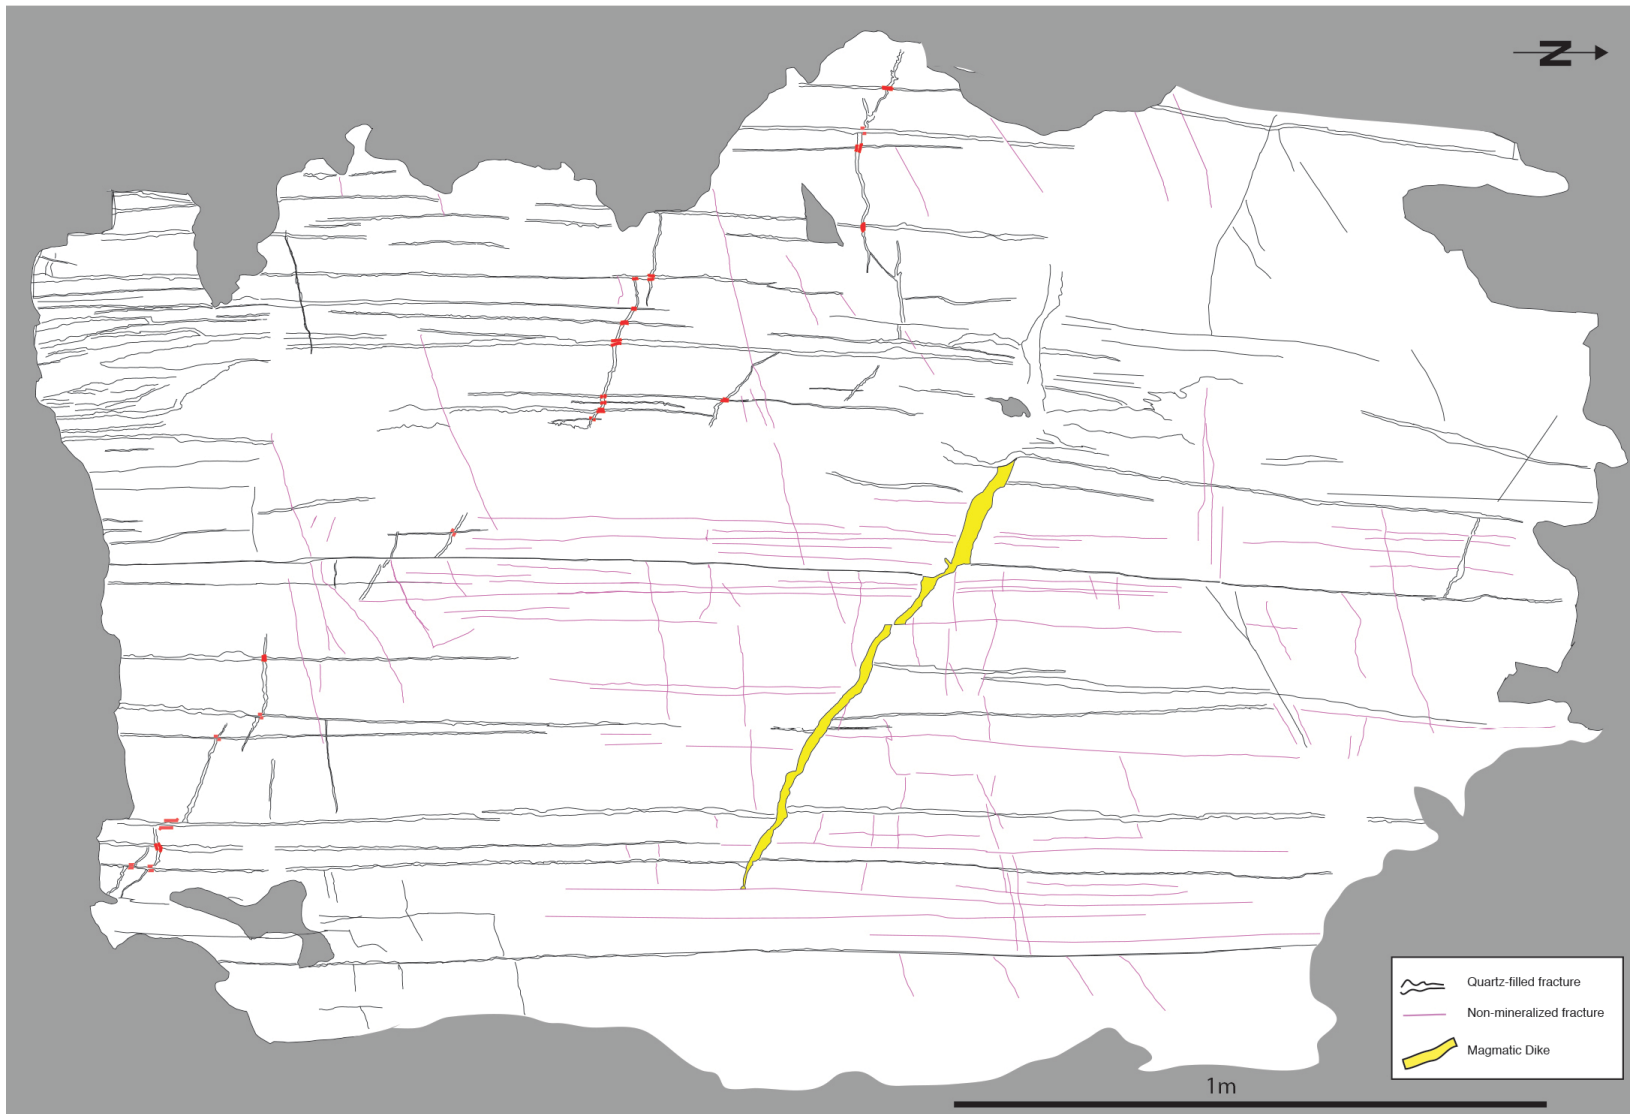 N
Quartz-filled fracture
Non-mineralized fracture
Magmatic Dike
1m